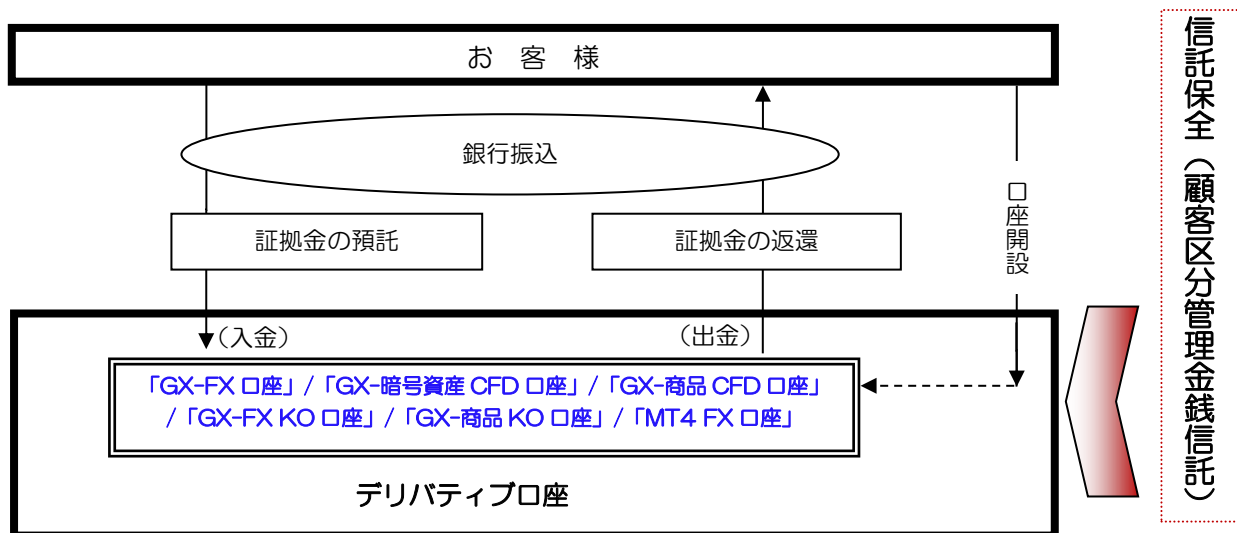 お 客 様
銀行振込
証拠金の預託
証拠金の返還
口座開設
（入金）
（出金）
「GX-FX 口座」/「GX-暗号資産 CFD 口座」/「GX-商品 CFD 口座」
/「GX-FX KO 口座」/「GX-商品 KO 口座」/「MT4 FX 口座」
デリバティブ口座
信託保全（顧客区分管理金銭信託）